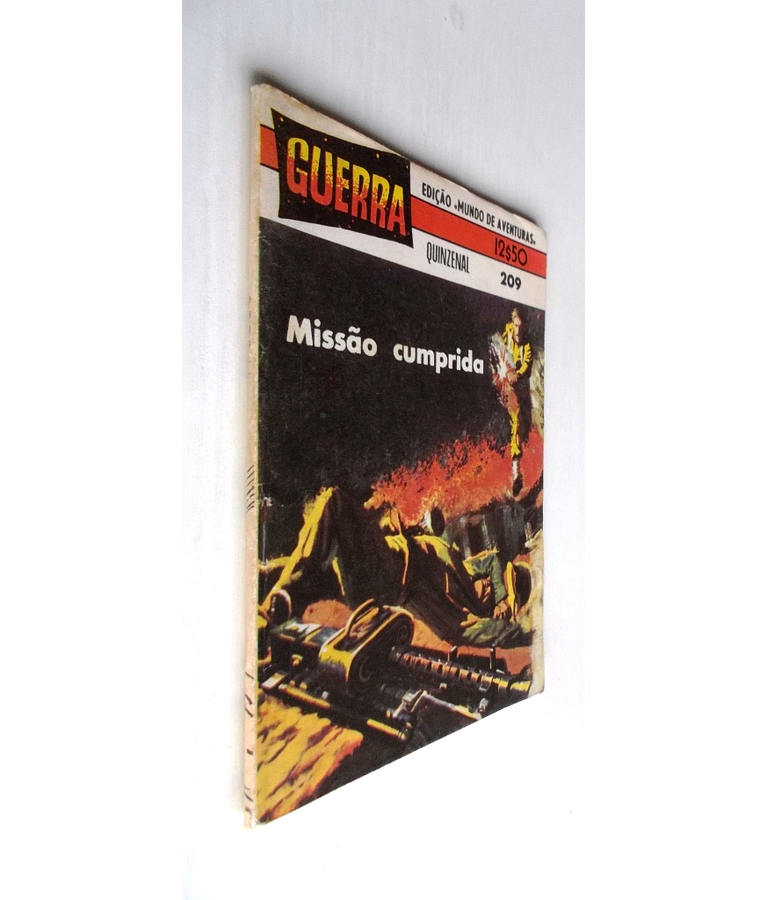 GUERRA
EDIÇÃO «MUNDO DE AVENTURAS»
12$50
QUINZENAL
209
Missão cumprida